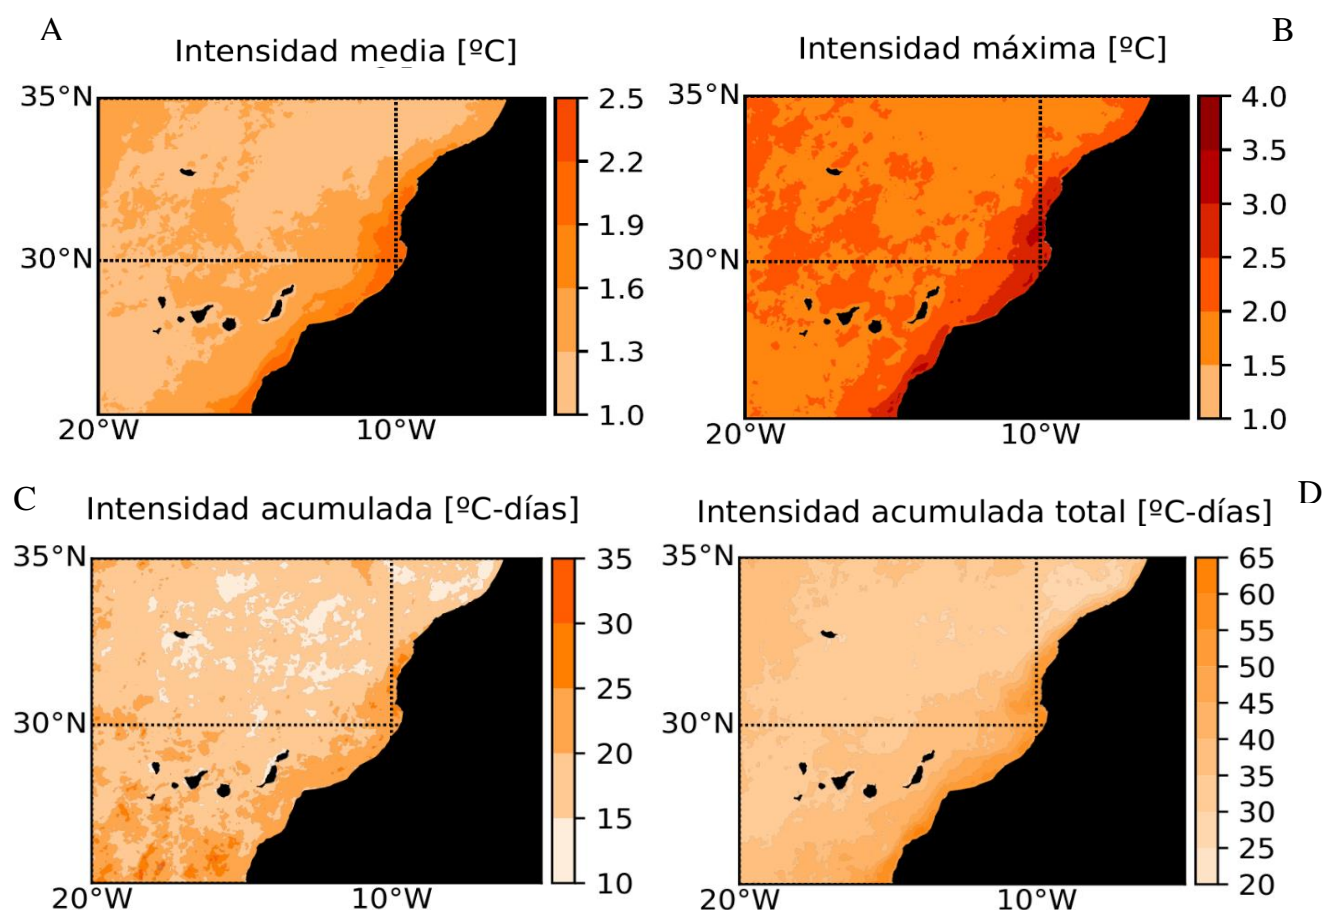 A
Intensidad media [ºC]
35°N
30°N
20°W
10°W
2.5
2.2
1.9
1.6
1.3
1.0
B
Intensidad máxima [ºC]
35°N
30°N
20°W
10°W
4.0
3.5
3.0
2.5
2.0
1.5
1.0
C
Intensidad acumulada [ºC-días]
35°N
30°N
20°W
10°W
35
30
25
20
15
10
D
Intensidad acumulada total [ºC-días]
35°N
30°N
20°W
10°W
65
60
55
50
45
40
35
30
25
20